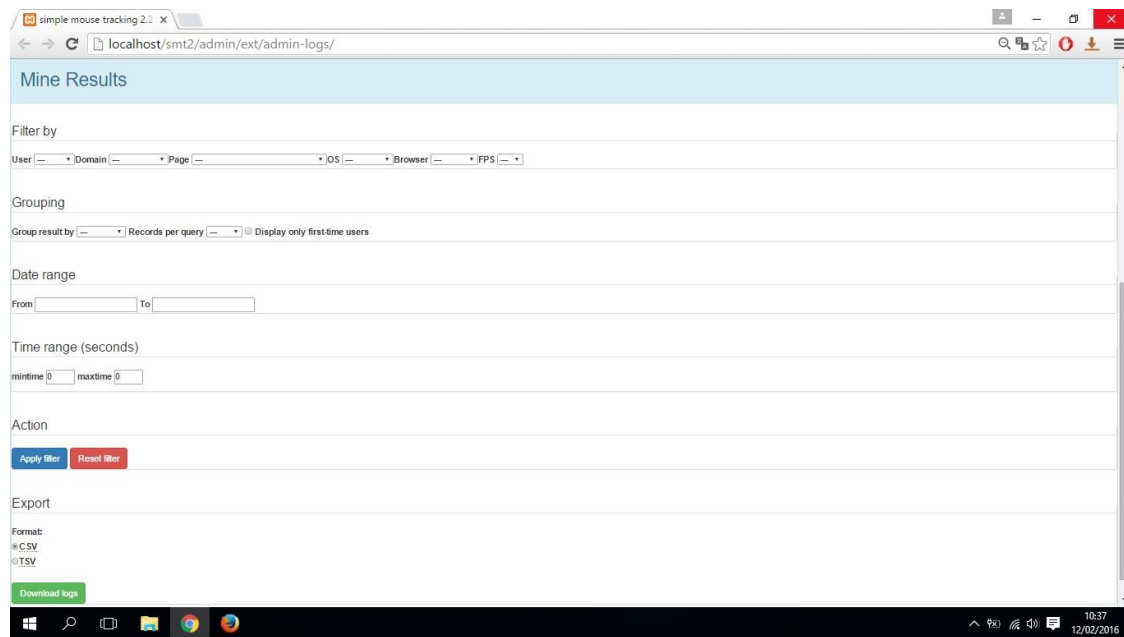 simple mouse tracking 2.2
localhost/smt2/admin/ext/admin-logs/
Mine Results
Filter by
User --- Domain --- Page --- OS --- Browser --- FPS ---
Grouping
Group result by --- Records per query --- Display only first-time users
Date range
From To
Time range (seconds)
mintime 0 maxtime 0
Action
Apply filter Reset filter
Export
Format:
CSV
TSV
Download logs
10:37
12/02/2016